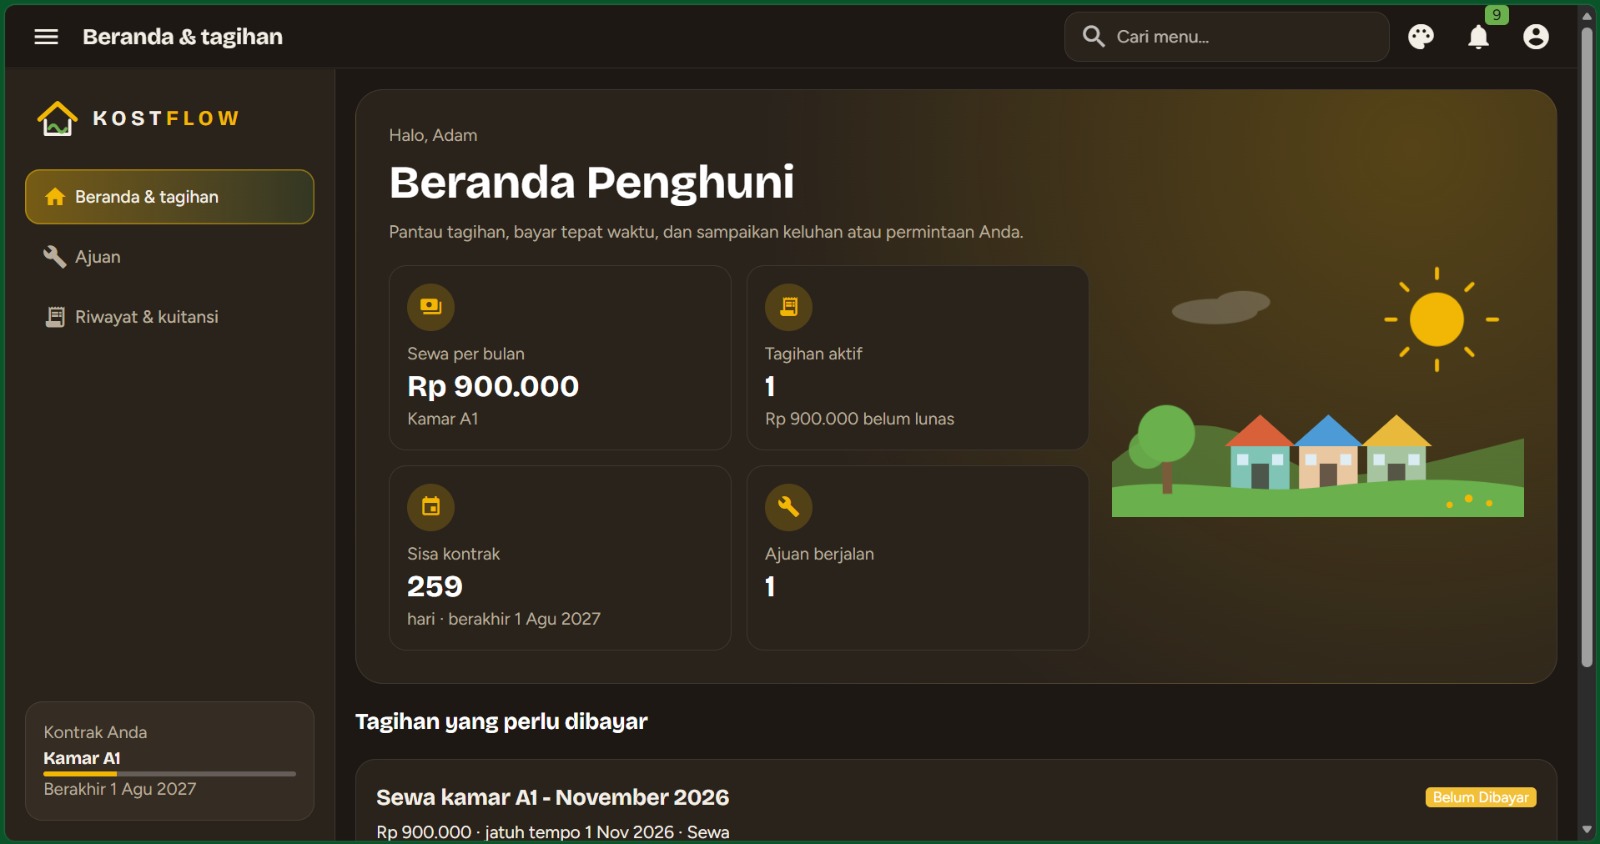 Beranda & tagihan
Cari menu...
9
KOSTFLOW
Beranda & tagihan
Ajuan
Riwayat & kuitansi
Kontrak Anda
Kamar A1
Berakhir 1 Agu 2027
Halo, Adam
Beranda Penghuni
Pantau tagihan, bayar tepat waktu, dan sampaikan keluhan atau permintaan Anda.
Sewa per bulan
Rp 900.000
Kamar A1
Tagihan aktif
1
Rp 900.000 belum lunas
Sisa kontrak
259
hari · berakhir 1 Agu 2027
Ajuan berjalan
1
Tagihan yang perlu dibayar
Sewa kamar A1 - November 2026
Belum Dibayar
Rp 900.000 · jatuh tempo 1 Nov 2026 · Sewa